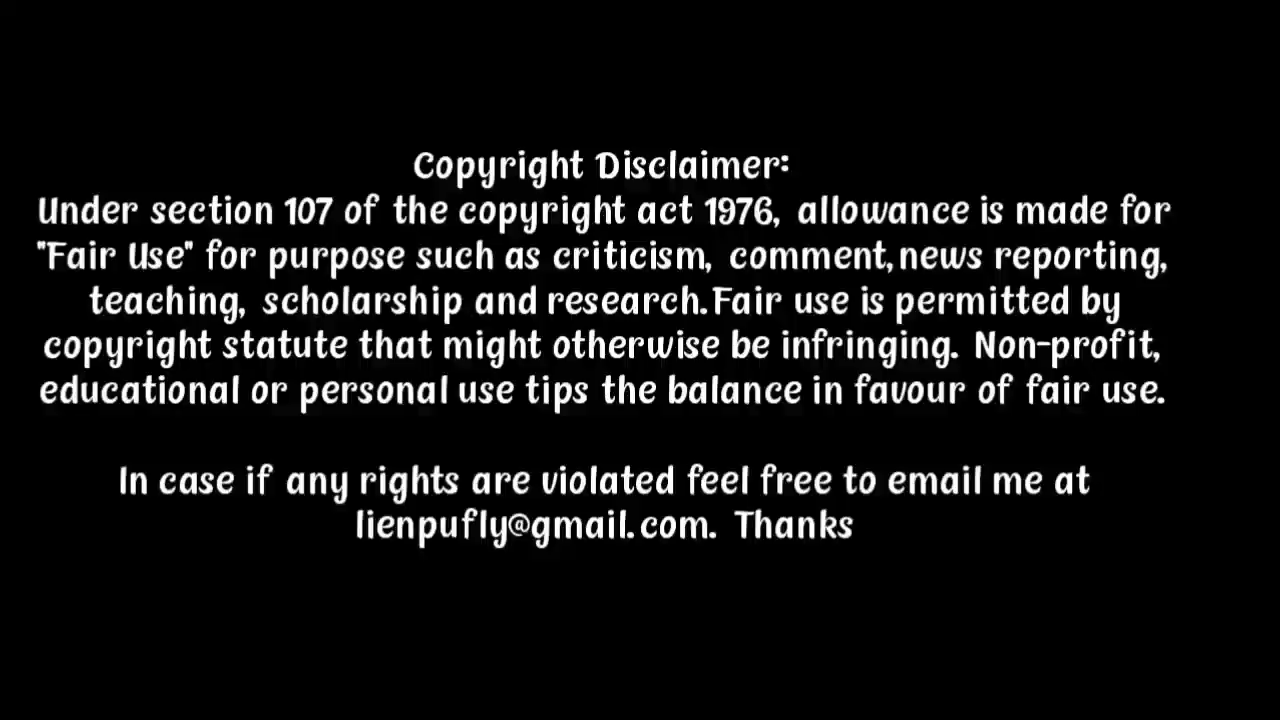 Copyright Disclaimer:
Under section 107 of the copyright act 1976, allowance is made for
"Fair Use" for purpose such as criticism, comment,news reporting,
teaching, scholarship and research.Fair use is permitted by
copyright statute that might otherwise be infringing. Non-profit,
educational or personal use tips the balance in favour of fair use.
In case if any rights are violated feel free to email me at
lienpufly@gmail.com. Thanks